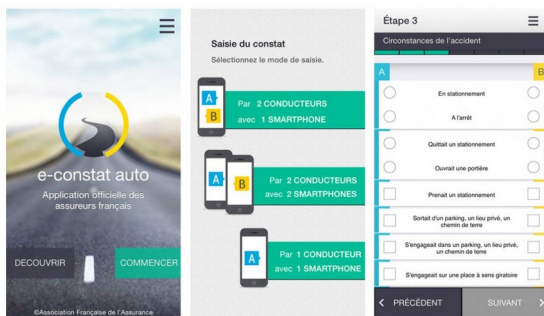 e-constat auto
Application officielle des
assureurs français
DECOUVRIR
COMMENCER
©Association Française de l'Assurance
Saisie du constat
Sélectionnez le mode de saisie.
A
B
Par 2 CONDUCTEURS
avec 1 SMARTPHONE
A
B
Par 2 CONDUCTEURS
avec 2 SMARTPHONES
A
Par 1 CONDUCTEUR
avec 1 SMARTPHONE
Étape 3
Circonstances de l'accident
A
B
En stationnement
A l'arrêt
Quittait un stationnement
Ouvrait une portière
Prenait un stationnement
Sortait d'un parking, un lieu privé, un
chemin de terre
S'engageait dans un parking, un lieu privé,
un chemin de terre
S'engageait sur une place à sens giratoire
PRÉCÉDENT
SUIVANT